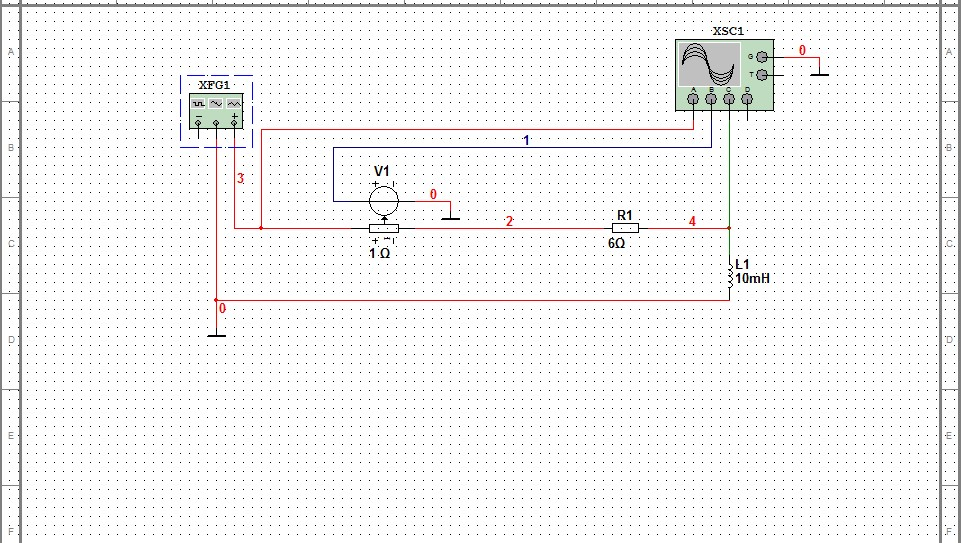 XSC1
A
A
G
0
T
XFG1
A B C D
B
1
B
V1
3
0
R1
2
4
C
6Ω
C
1 Ω
L1
10mH
0
D
D
E
E
F
F